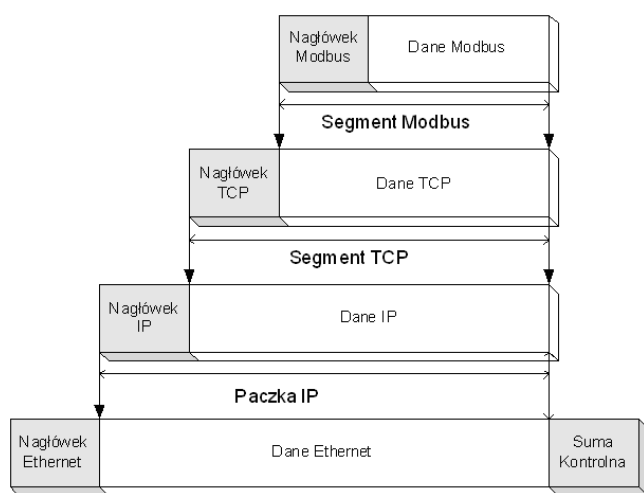 Nagłówek
Modbus
Dane Modbus
Segment Modbus
Nagłówek
TCP
Dane TCP
Segment TCP
Nagłówek
IP
Dane IP
Paczka IP
Nagłówek
Ethernet
Dane Ethernet
Suma
Kontrolna